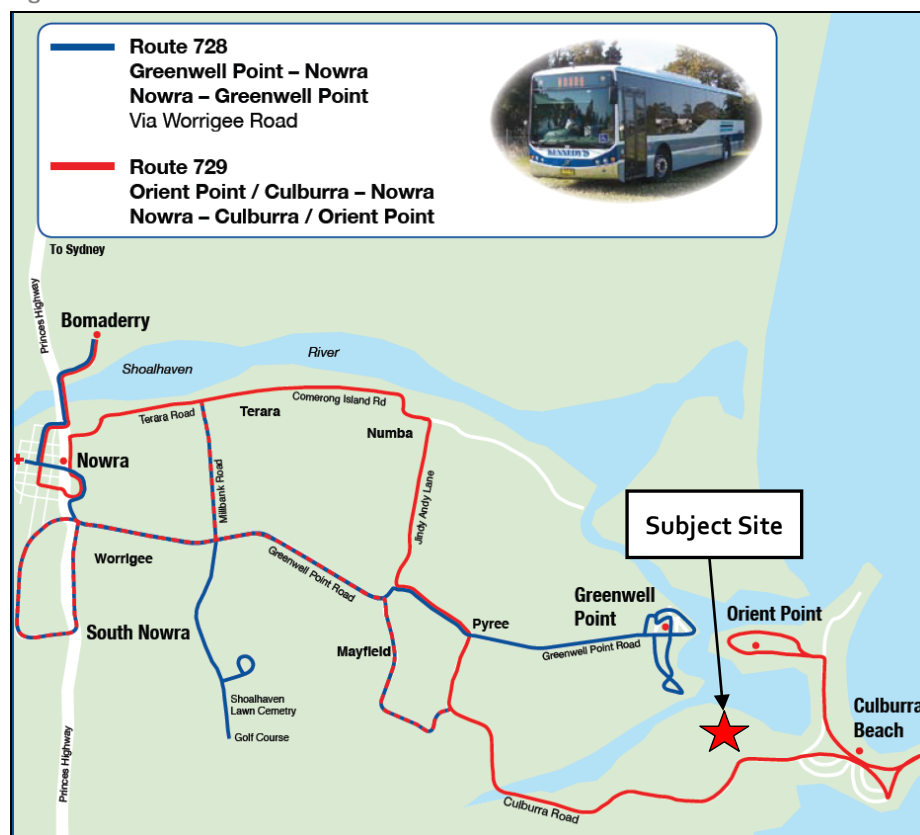 Route 728
Greenwell Point – Nowra
Nowra – Greenwell Point
Via Worrigee Road
Route 729
Orient Point / Culburra – Nowra
Nowra – Culburra / Orient Point
KENNEDY'S
To Sydney
Princes Highway
Bomaderry
Shoalhaven
River
Terara Road
Terara
Comerong Island Rd
Numba
Nowra
Millbank Road
Jindy Andy Lane
Subject Site
Worrigee
Greenwell Point Road
Greenwell
Point
Orient Point
South Nowra
Mayfield
Pyree
Greenwell Point Road
Shoalhaven
Lawn Cemetry
Golf Course
Culburra
Beach
Princes Highway
Culburra Road